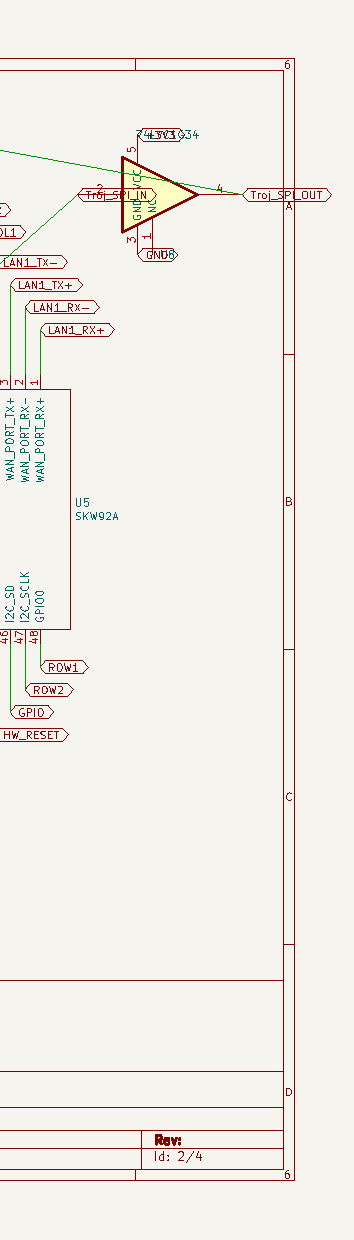 6
+3V3
5
2
Troj_SPI_IN
GND
VCC
NC
4
Troj_SPI_OUT
A
3
1
GND
LAN1_TX-
LAN1_TX+
LAN1_RX-
LAN1_RX+
3
2
1
WAN_PORT_TX+
WAN_PORT_RX-
WAN_PORT_RX+
B
U5
SKW92A
I2C_SD
I2C_SCLK
GPIO0
46
47
48
ROW1
ROW2
GPIO
HW_RESET
C
D
Rev:
Id: 2/4
6